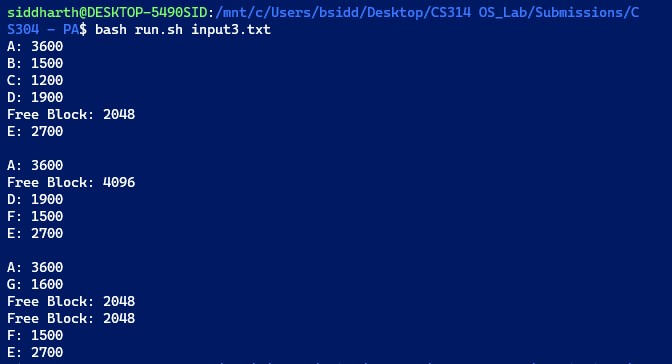 siddharth@DESKTOP-5490SID:/mnt/c/Users/bsidd/Desktop/CS314 OS_Lab/Submissions/C
S304 - PA$ bash run.sh input3.txt
A: 3600
B: 1500
C: 1200
D: 1900
Free Block: 2048
E: 2700

A: 3600
Free Block: 4096
D: 1900
F: 1500
E: 2700

A: 3600
G: 1600
Free Block: 2048
Free Block: 2048
F: 1500
E: 2700